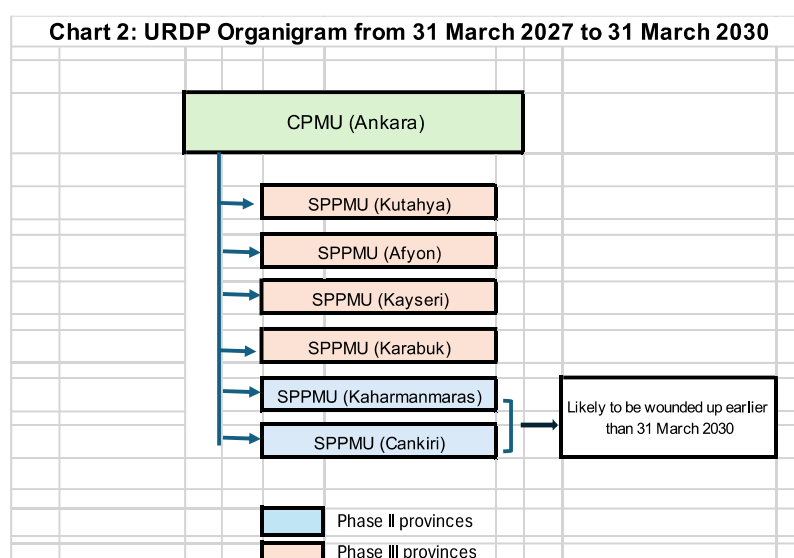 Chart 2: URDP Organigram from 31 March 2027 to 31 March 2030
CPMU (Ankara)
SPPMU (Kutahya)
SPPMU (Afyon)
SPPMU (Kayseri)
SPPMU (Karabuk)
SPPMU (Kaharmanmaras)
Likely to be wounded up earlier
than 31 March 2030
SPPMU (Cankiri)
Phase II provinces
Phase III provinces